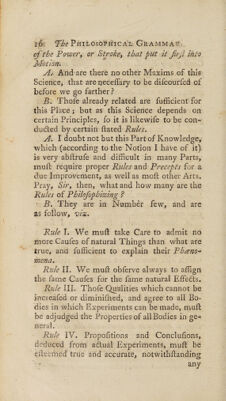 16 The PHILOSOPHICAL GRAMMAR.
of the Power, or Stroke, that put it first into
Motion.
A. And are there no other Maxims of this
Science, that are necessary to be discoursed of
before we go farther?
B. Those already related are sufficient for
this Place; but as this Science depends on
certain Principles, so it is likewise to be con-
ducted by certain stated Rules.
A. I doubt not but this Part of Knowledge,
which (according to the Notion I have of it)
is very abstruse and difficult in many Parts,
must require proper Rules and Precepts for a
due Improvement, as well as most other Arts.
Pray, Sir, then, what and how many are the
Rules of Philosophizing?
B. They are in Number few, and are
as follow, viz.
Rule I. We must take Care to admit no
more Causes of natural Things than what are
true, and sufficient to explain their Phæno-
mena.
Rule II. We must observe always to assign
the same Causes for the same natural Effects.
Rule III. Those Qualities which cannot be
increased or diminished, and agree to all Bo-
dies in which Experiments can be made, must
be adjudged the Properties of all Bodies in ge-
neral.
Rule IV. Propositions and Conclusions,
deduced from actual Experiments, must be
esteemed true and accurate, notwithstanding
any